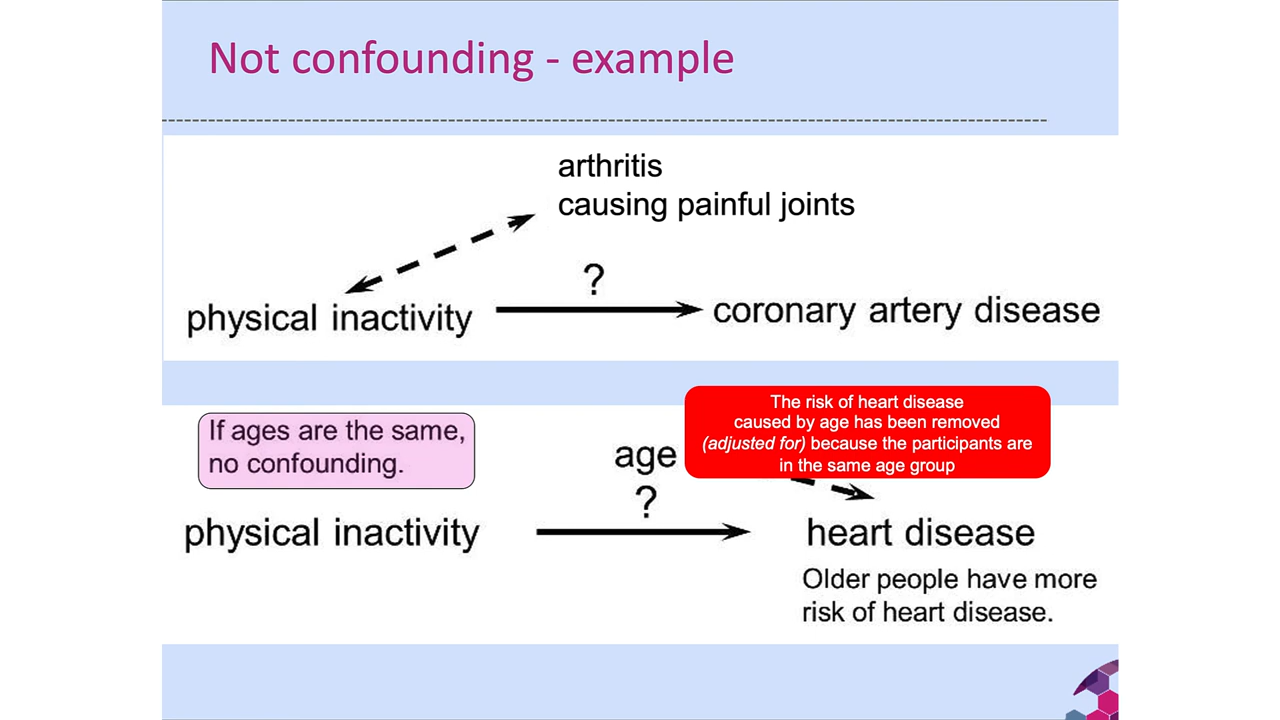 Not confounding - example
arthritis
causing painful joints
?
physical inactivity
coronary artery disease
If ages are the same,
no confounding.
The risk of heart disease
caused by age has been removed
(adjusted for) because the participants are
in the same age group
age
?
physical inactivity
heart disease
Older people have more
risk of heart disease.